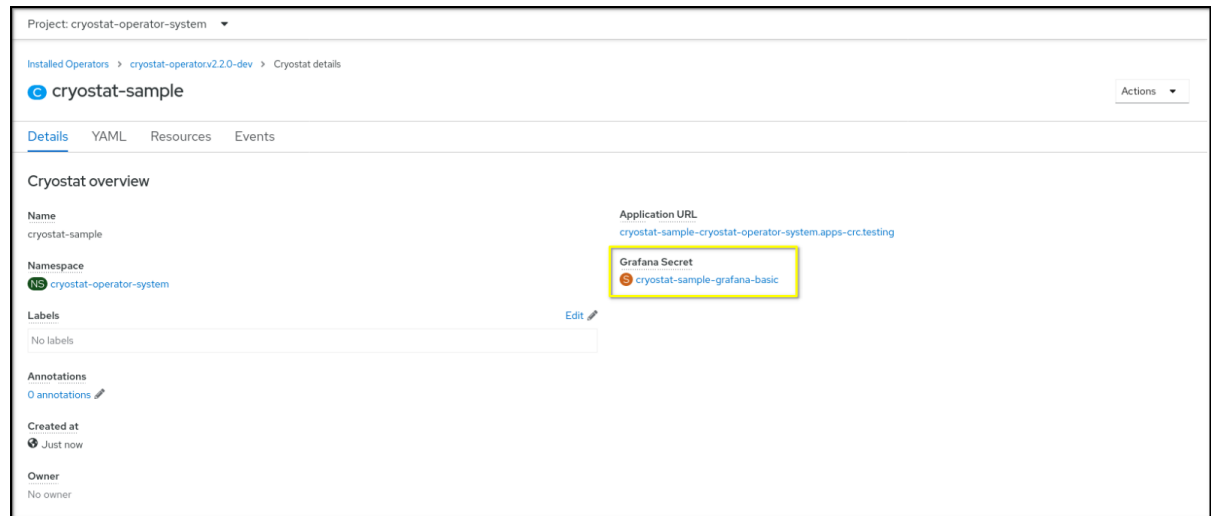 Project: cryostat-operator-system
Installed Operators > cryostat-operator.v2.2.0-dev > Cryostat details
C cryostat-sample
Actions
Details YAML Resources Events
Cryostat overview
Name
cryostat-sample
Namespace
NS cryostat-operator-system
Labels Edit
No labels
Annotations
0 annotations
Created at
Just now
Owner
No owner
Application URL
cryostat-sample-cryostat-operator-system.apps-crc.testing
Grafana Secret
S cryostat-sample-grafana-basic